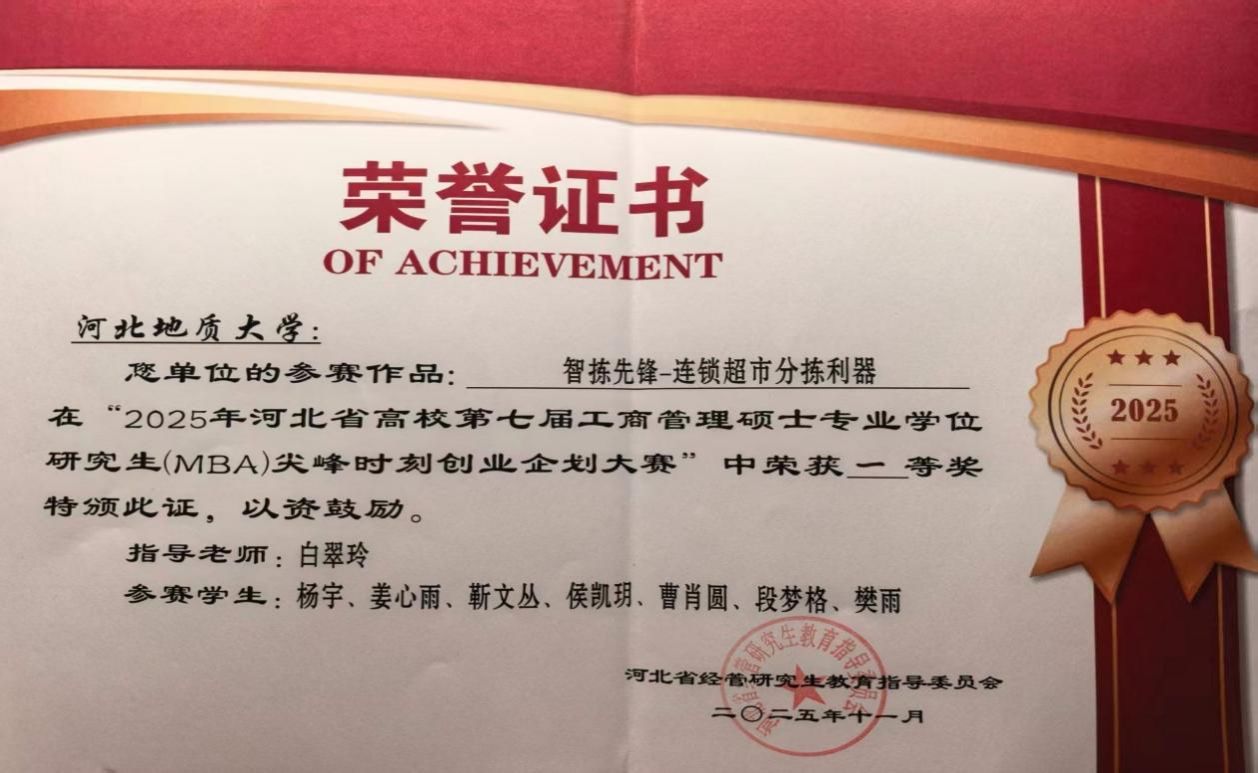 荣誉证书
OF ACHIEVEMENT
河北地质大学：
您单位的参赛作品：智拣先锋-连锁超市分拣利器
在“2025年河北省高校第七届工商管理硕士专业学位
研究生(MBA)尖峰时刻创业企划大赛”中荣获一等奖
特颁此证，以资鼓励。
指导老师：白翠玲
参赛学生：杨宇、姜心雨、靳文丛、侯凯玥、曹肖圆、段梦格、樊雨
河北省经营研究生教育指导委员会
二〇二五年十一月
2025